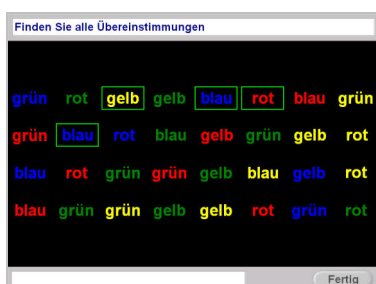 Finden Sie alle Übereinstimmungen
grün rot gelb gelb blau rot blau grün
grün blau rot blau gelb grün gelb rot
blau rot grün grün gelb blau gelb rot
blau grün grün gelb gelb rot grün rot
Fertig